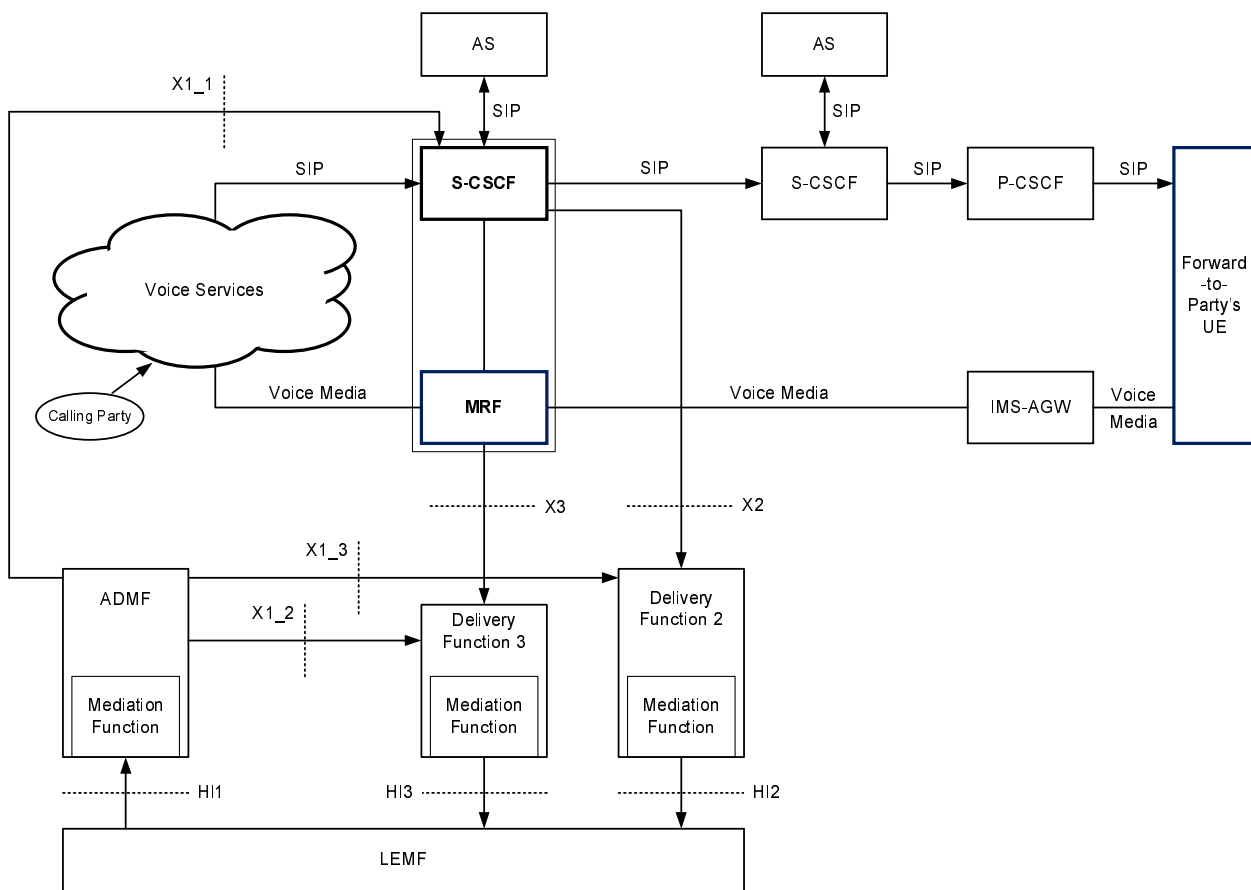 AS
AS
X1_1
SIP
SIP
SIP
S-CSCF
SIP
S-CSCF
SIP
P-CSCF
SIP
Voice Services
Forward
-to-
Party's
UE
Calling Party
Voice Media
MRF
Voice Media
IMS-AGW
Voice
Media
X3
X2
X1_3
ADMF
X1_2
Delivery
Function 3
Delivery
Function 2
Mediation
Function
Mediation
Function
Mediation
Function
HI1
HI3
HI2
LEMF